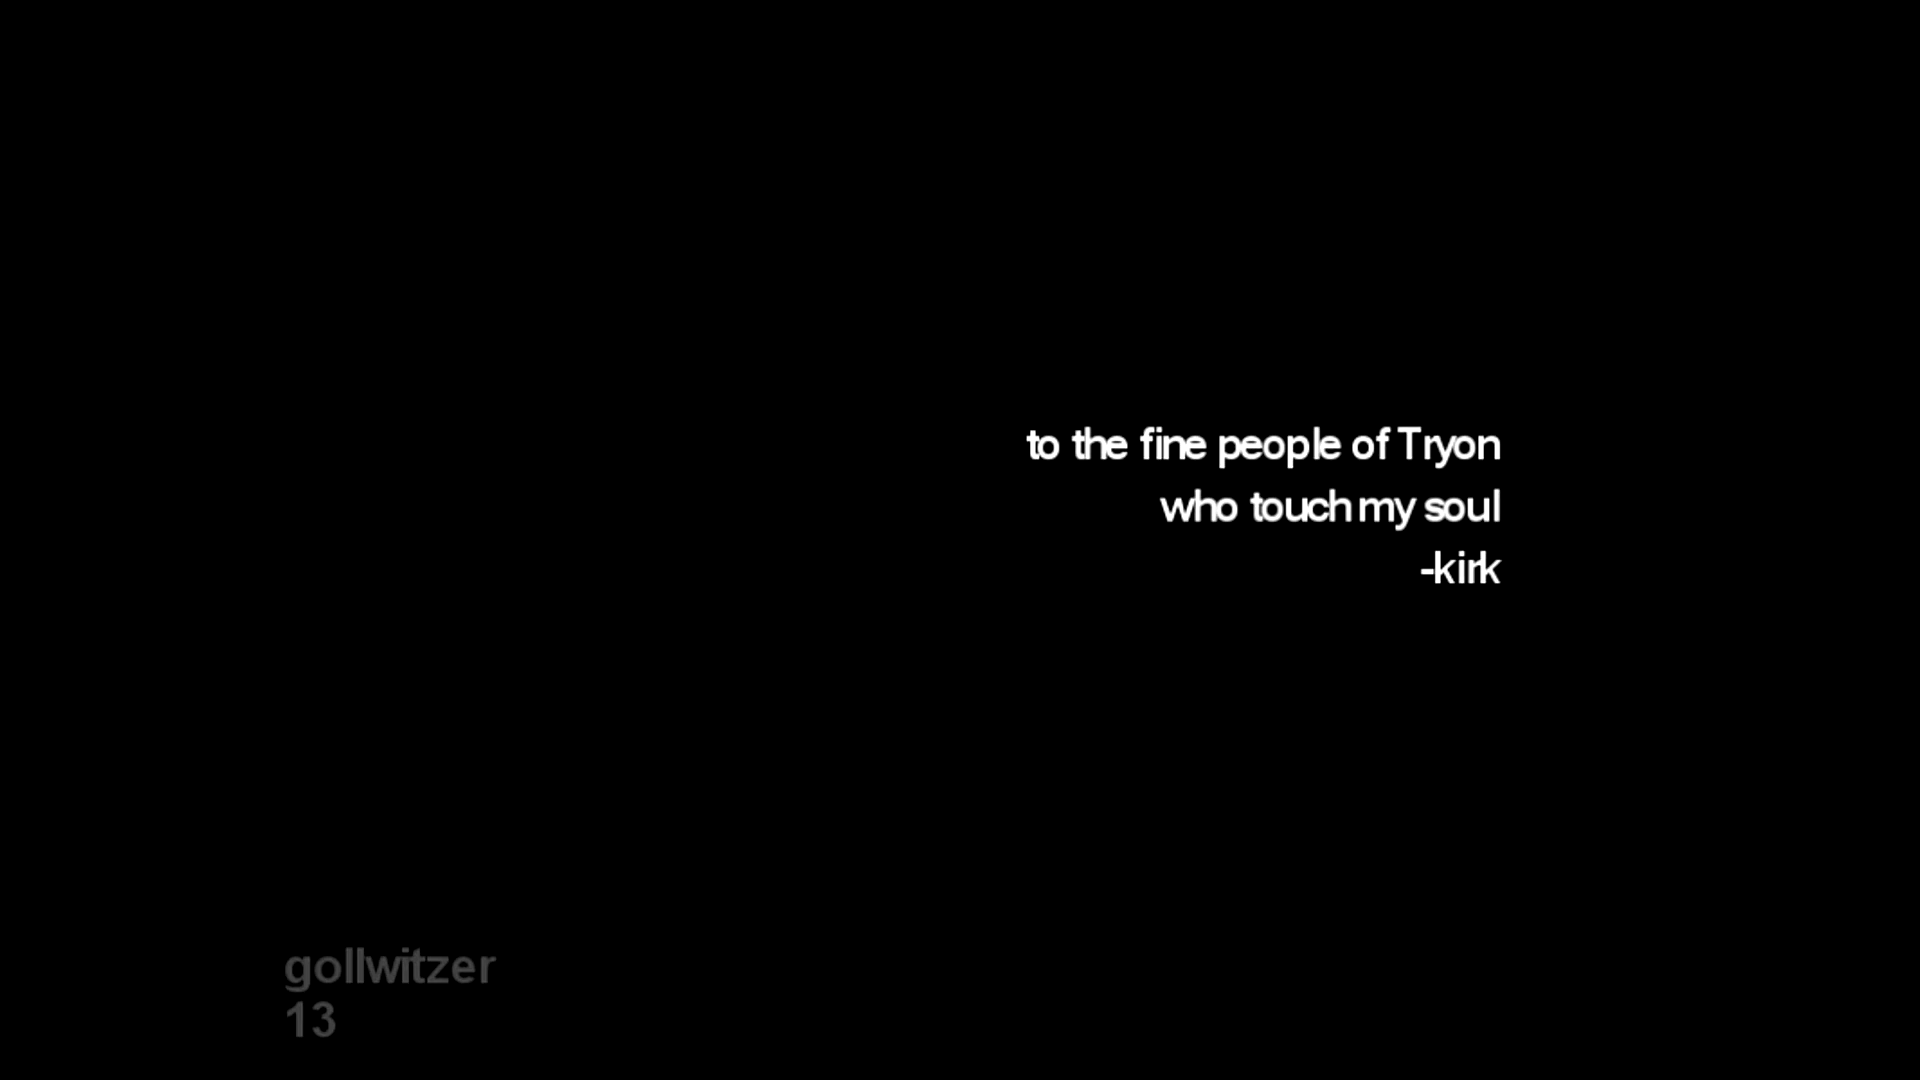 to the fine people of Tryon
who touch my soul
-kirk
gollwitzer
13